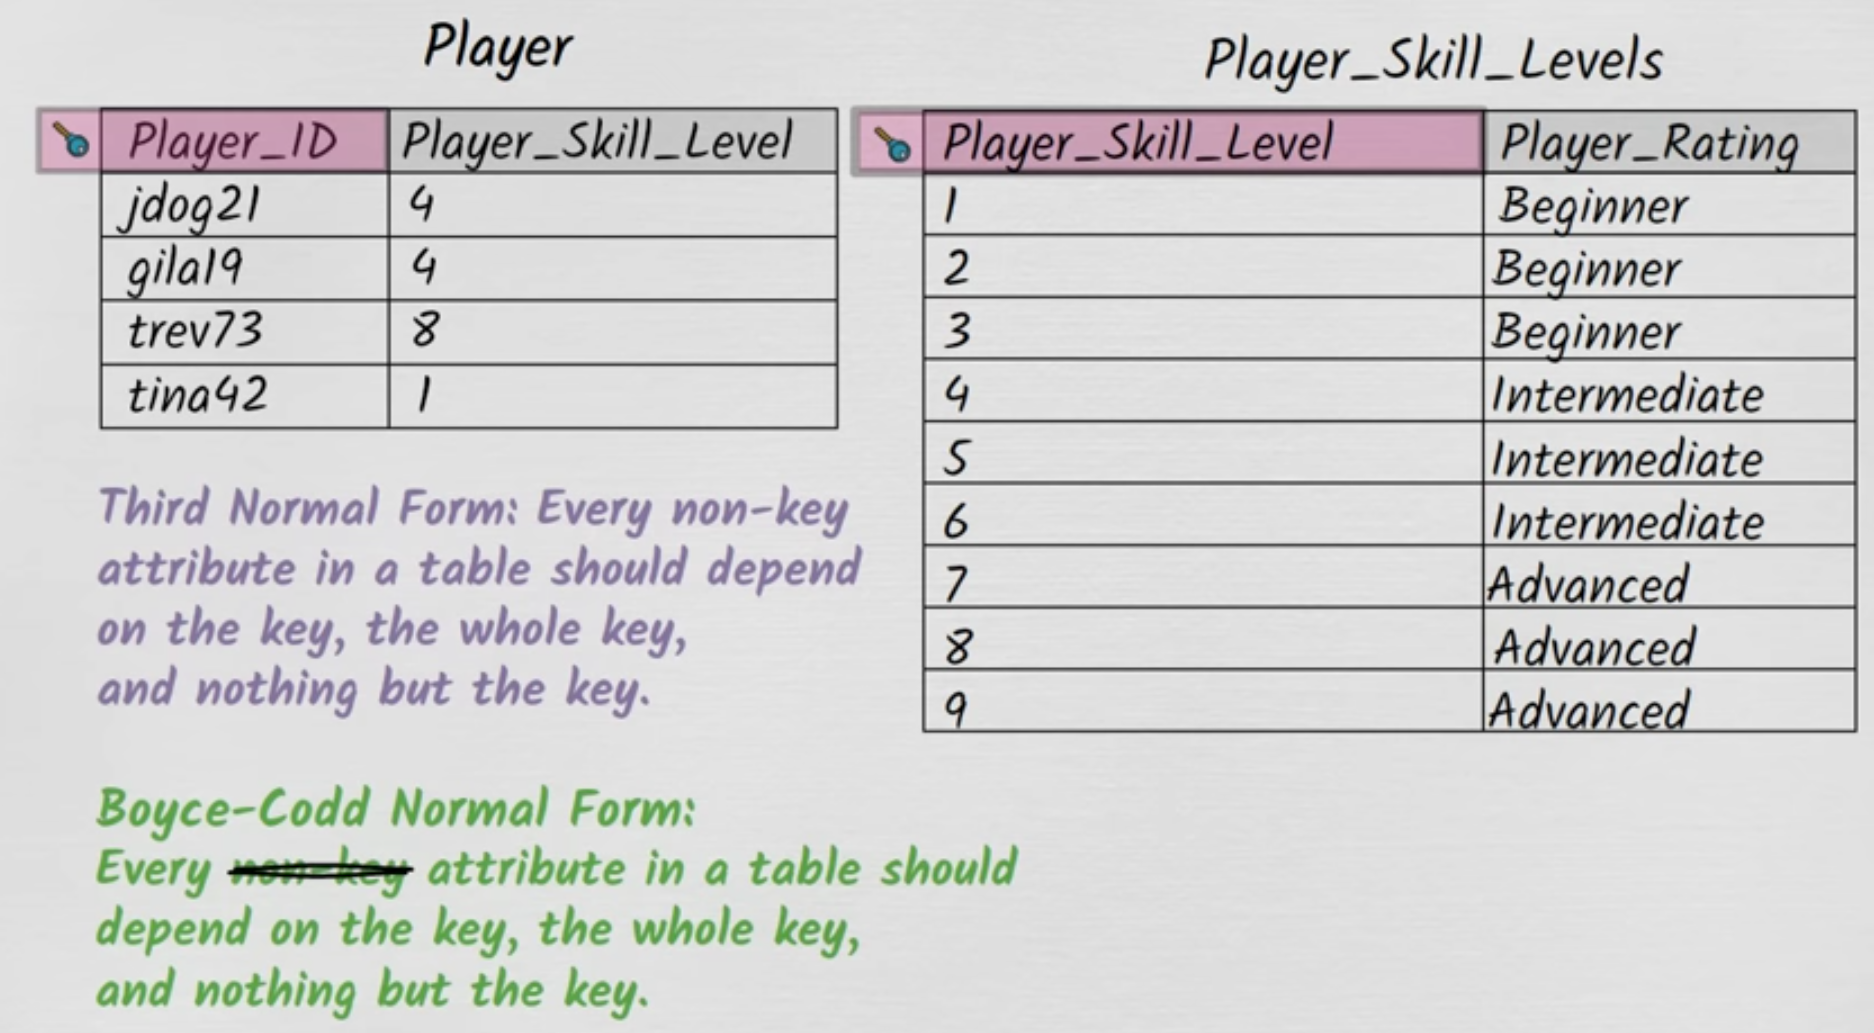 Player
Player_ID Player_Skill_Level
jdog21 4
gila19 4
trev73 8
tina42 1
Player_Skill_Levels
Player_Skill_Level Player_Rating
1 Beginner
2 Beginner
3 Beginner
4 Intermediate
5 Intermediate
6 Intermediate
7 Advanced
8 Advanced
9 Advanced
Third Normal Form: Every non-key
attribute in a table should depend
on the key, the whole key,
and nothing but the key.
Boyce-Codd Normal Form:
Every non-key attribute in a table should
depend on the key, the whole key,
and nothing but the key.